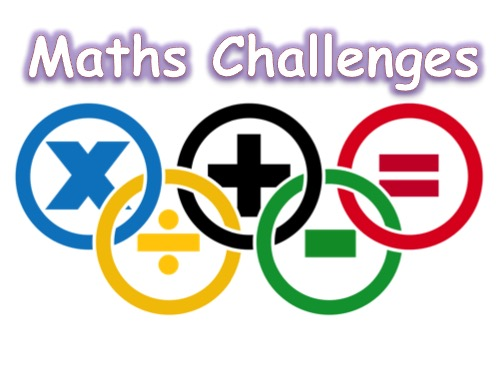 Maths Challenges
× + =
÷ -